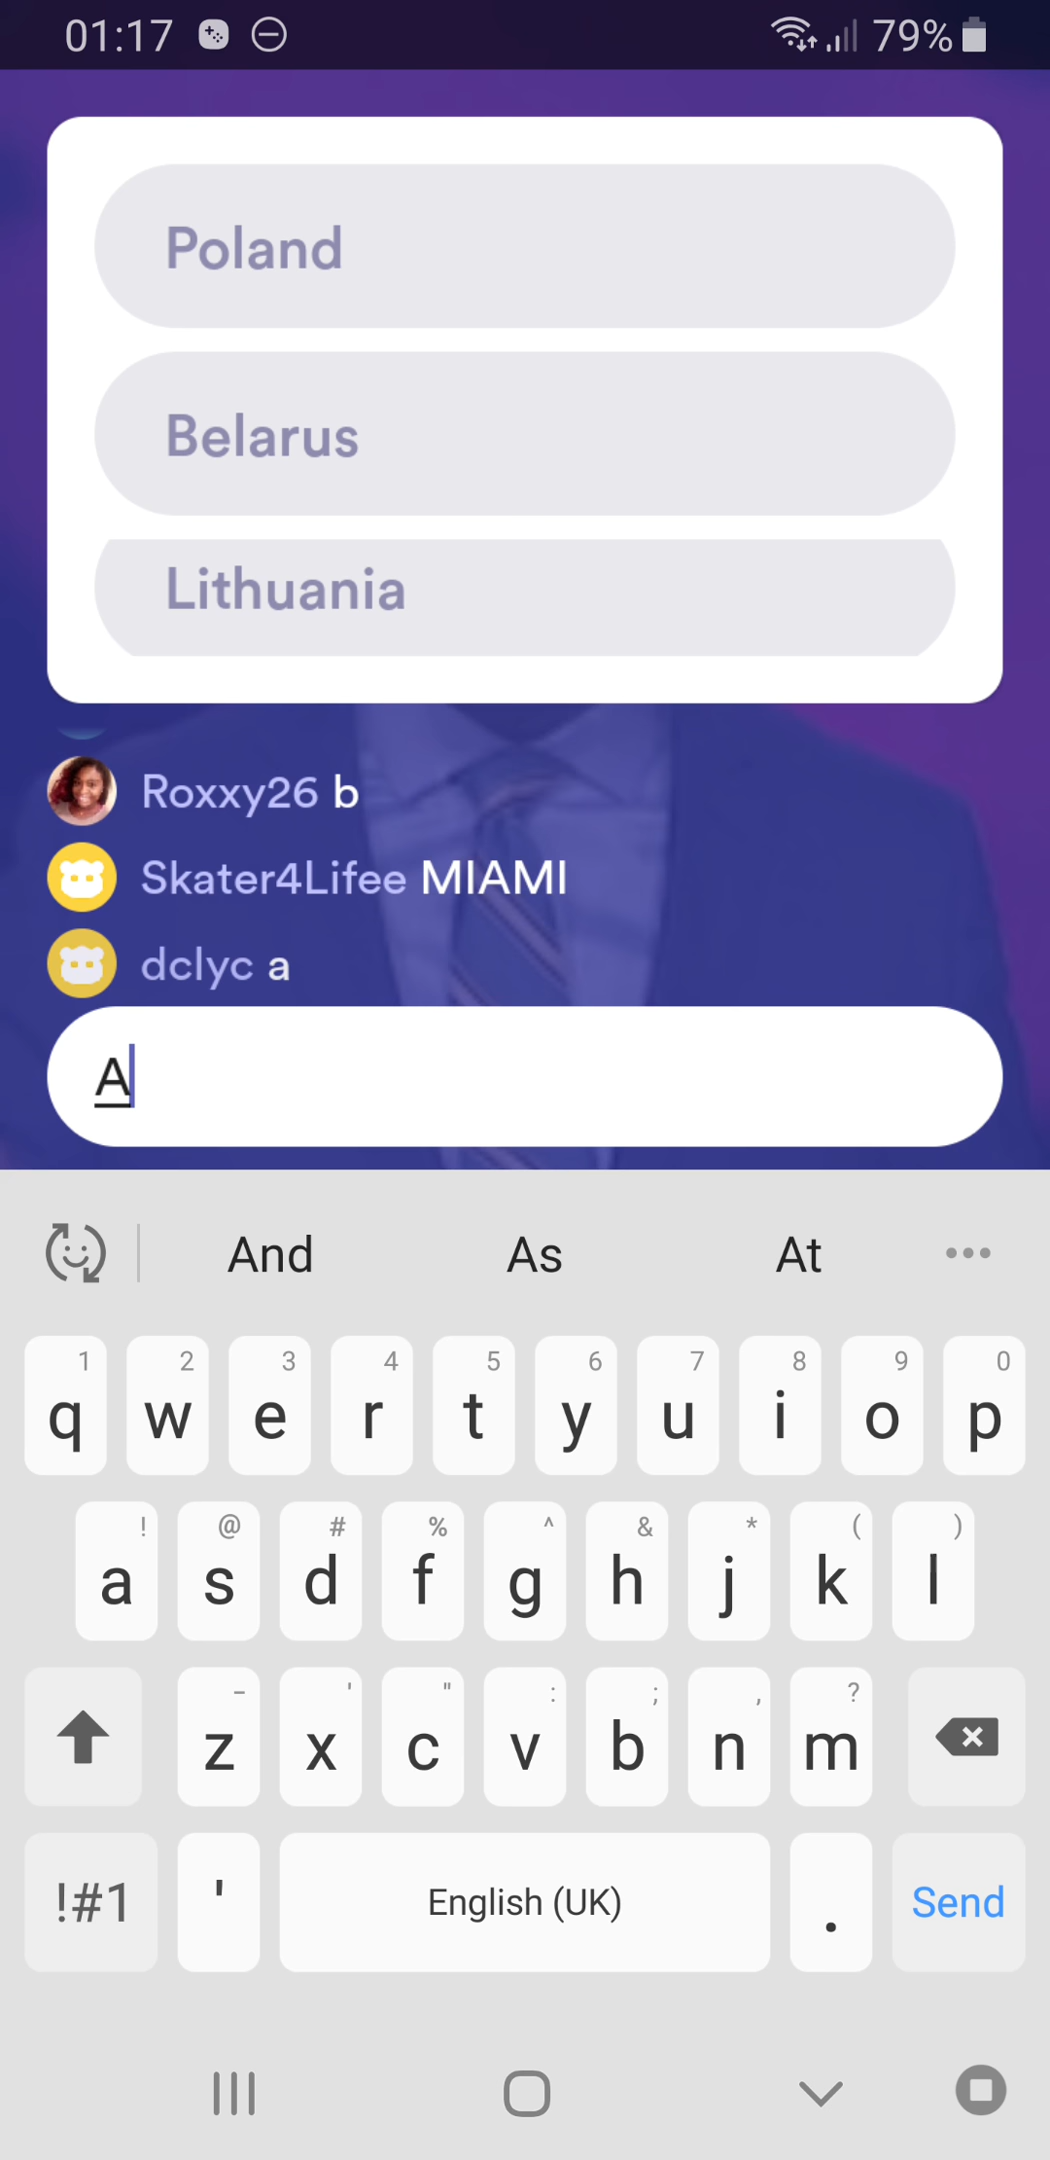 01:17 79%
Poland
Belarus
Lithuania
Roxxy26 b
Skater4Lifee MIAMI
dclyc a
A
And As At
1 2 3 4 5 6 7 8 9 0
q w e r t y u i o p
! @ # % ^ & * ( )
a s d f g h j k l
- ' " : ; , ?
z x c v b n m
!#1 ' English (UK) . Send